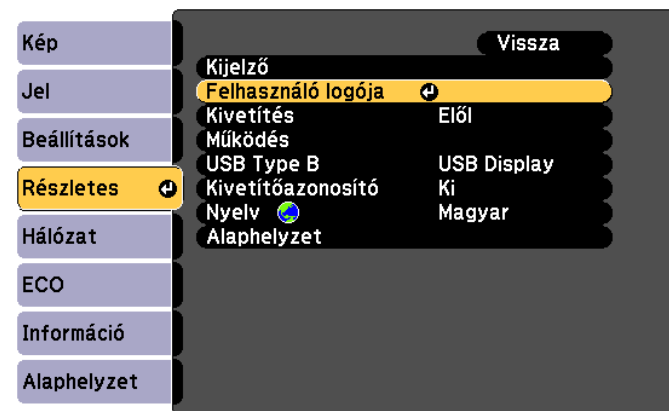 Kép
Jel
Beállítások
Részletes
Hálózat
ECO
Információ
Alaphelyzet
Vissza
Kijelző
Felhasználó logója
Kivetítés Elől
Működés
USB Type B USB Display
Kivetítőazonosító Ki
Nyelv Magyar
Alaphelyzet